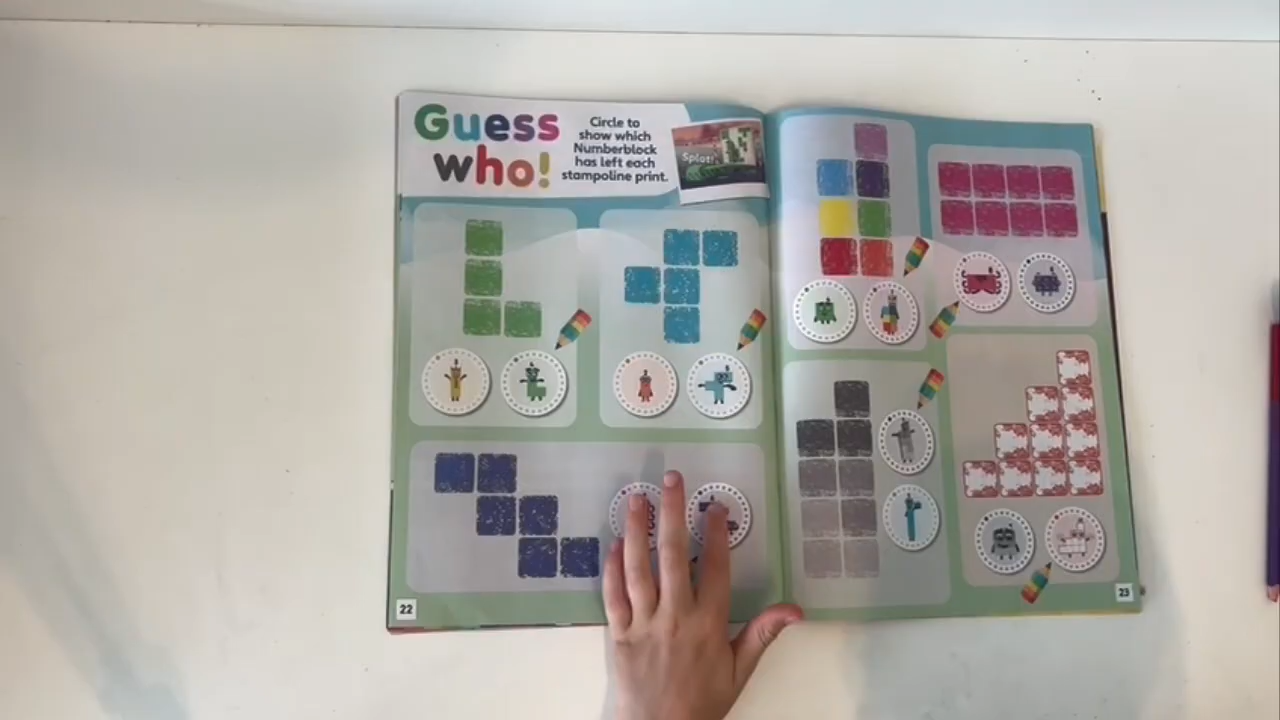 Guess
who!
Circle to
show which
Numberblock
has left each
stampoline print.
Splat!
22
23